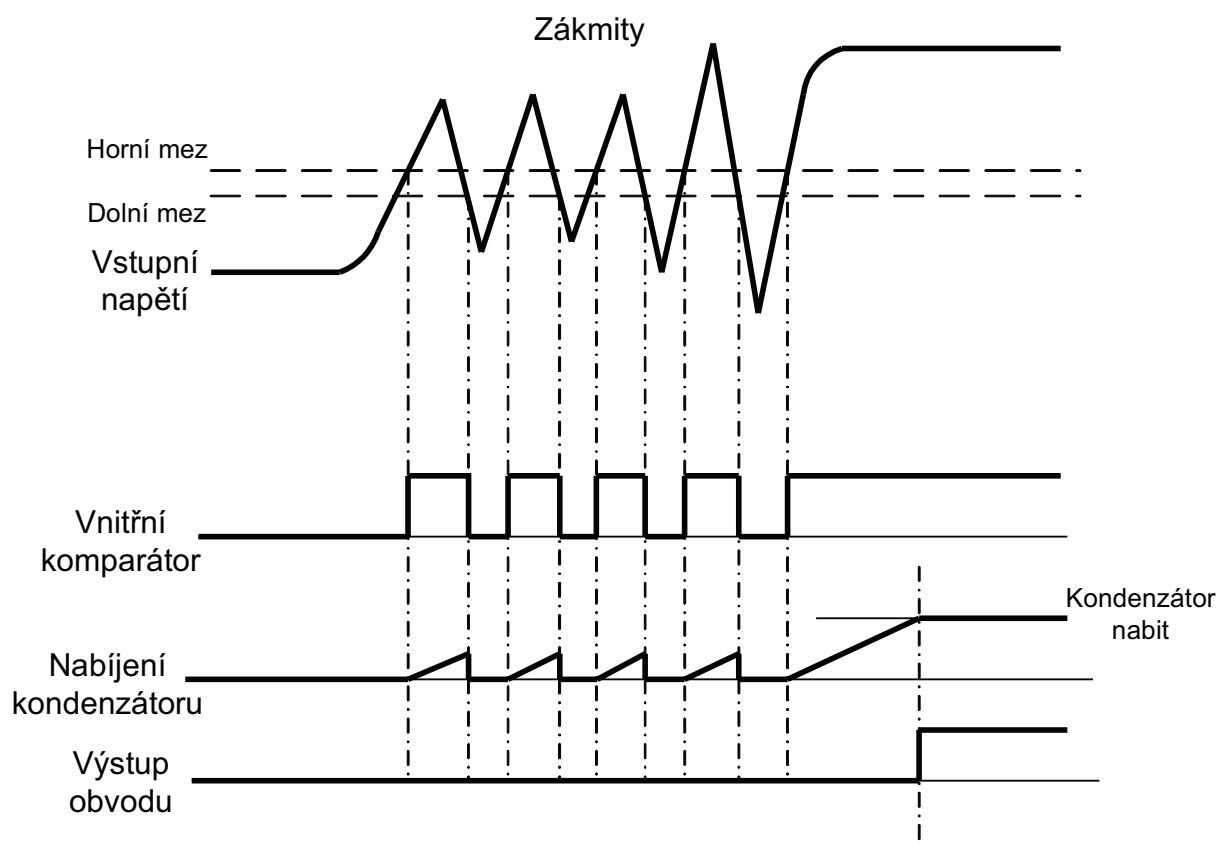 Zákmity
Horní mez
Dolní mez
Vstupní
napětí
Vnitřní
komparátor
Kondenzátor
nabit
Nabíjení
kondenzátoru
Výstup
obvodu